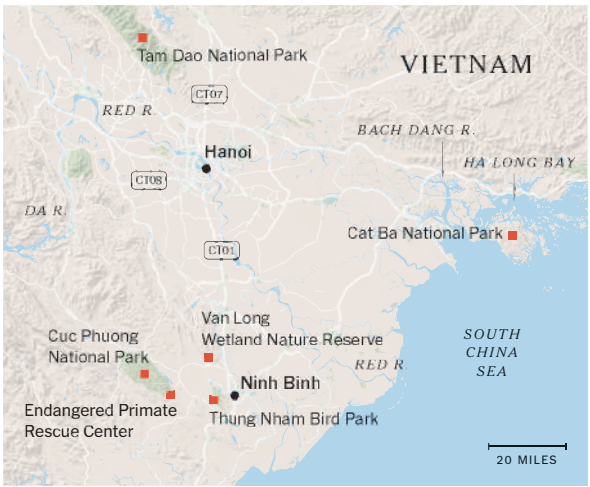 Tam Dao National Park
VIETNAM
CT07
RED R.
BACH DANG R.
Hanoi
HA LONG BAY
CT08
DA R.
Cat Ba National Park
CT01
Van Long
Wetland Nature Reserve
Cuc Phuong
National Park
SOUTH
CHINA
SEA
RED R.
Ninh Binh
Endangered Primate
Rescue Center
Thung Nham Bird Park
20 MILES